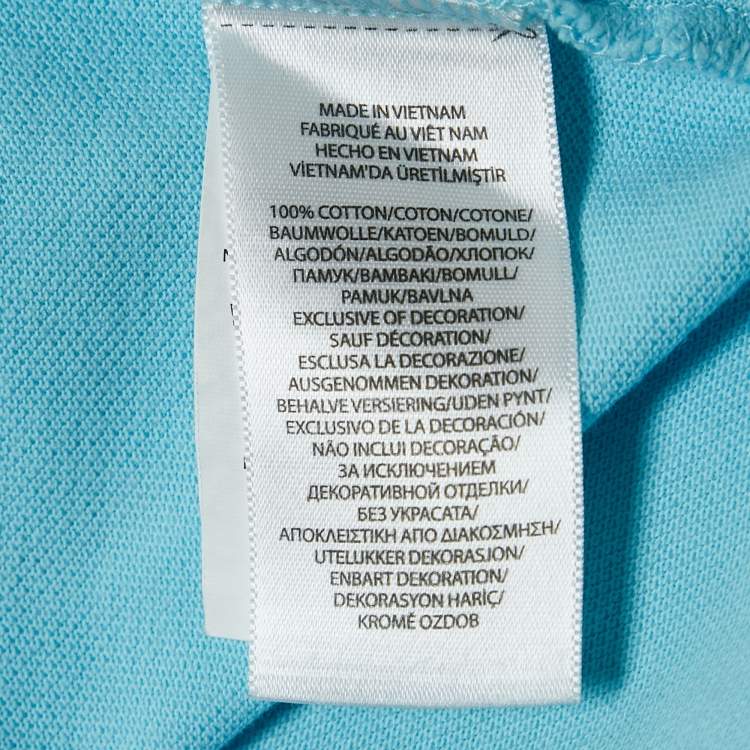 MADE IN VIETNAM
FABRIQUÉ AU VIÊT NAM
HECHO EN VIETNAM
VİETNAM'DA ÜRETİLMİŞTİR
100% COTTON/COTON/COTONE/
BAUMWOLLE/KATOEN/BOMULD/
ALGODÓN/ALGODÃO/ХЛОПОК/
ПАМУК/ΒΑΜΒΑΚΙ/BOMULL/
PAMUK/BAVLNA
EXCLUSIVE OF DECORATION/
SAUF DÉCORATION/
ESCLUSA LA DECORAZIONE/
AUSGENOMMEN DEKORATION/
BEHALVE VERSIERING/UDEN PYNT/
EXCLUSIVO DE LA DECORACIÓN/
NÃO INCLUI DECORAÇÃO/
ЗА ИСКЛЮЧЕНИЕМ
ДЕКОРАТИВНОЙ ОТДЕЛКИ/
БЕЗ УКРАСАТА/
ΑΠΟΚΛΕΙΣΤΙΚΗ ΑΠΟ ΔΙΑΚΟΣΜΗΣΗ/
UTELUKKER DEKORASJON/
ENBART DEKORATION/
DEKORASYON HARİÇ/
KROMĚ OZDOB